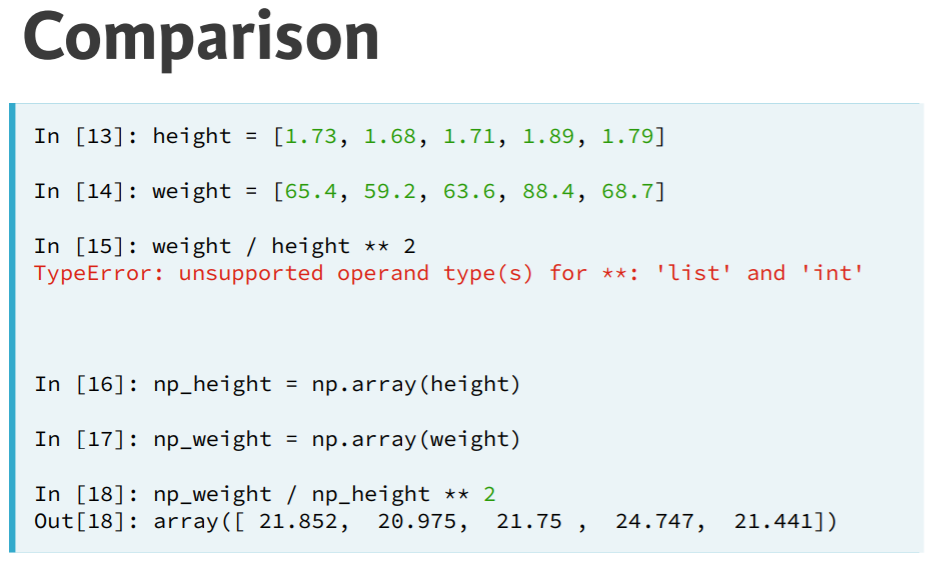 Comparison
In [13]: height = [1.73, 1.68, 1.71, 1.89, 1.79]
In [14]: weight = [65.4, 59.2, 63.6, 88.4, 68.7]
In [15]: weight / height ** 2
TypeError: unsupported operand type(s) for **: 'list' and 'int'
In [16]: np_height = np.array(height)
In [17]: np_weight = np.array(weight)
In [18]: np_weight / np_height ** 2
Out[18]: array([ 21.852,  20.975,  21.75 ,  24.747,  21.441])